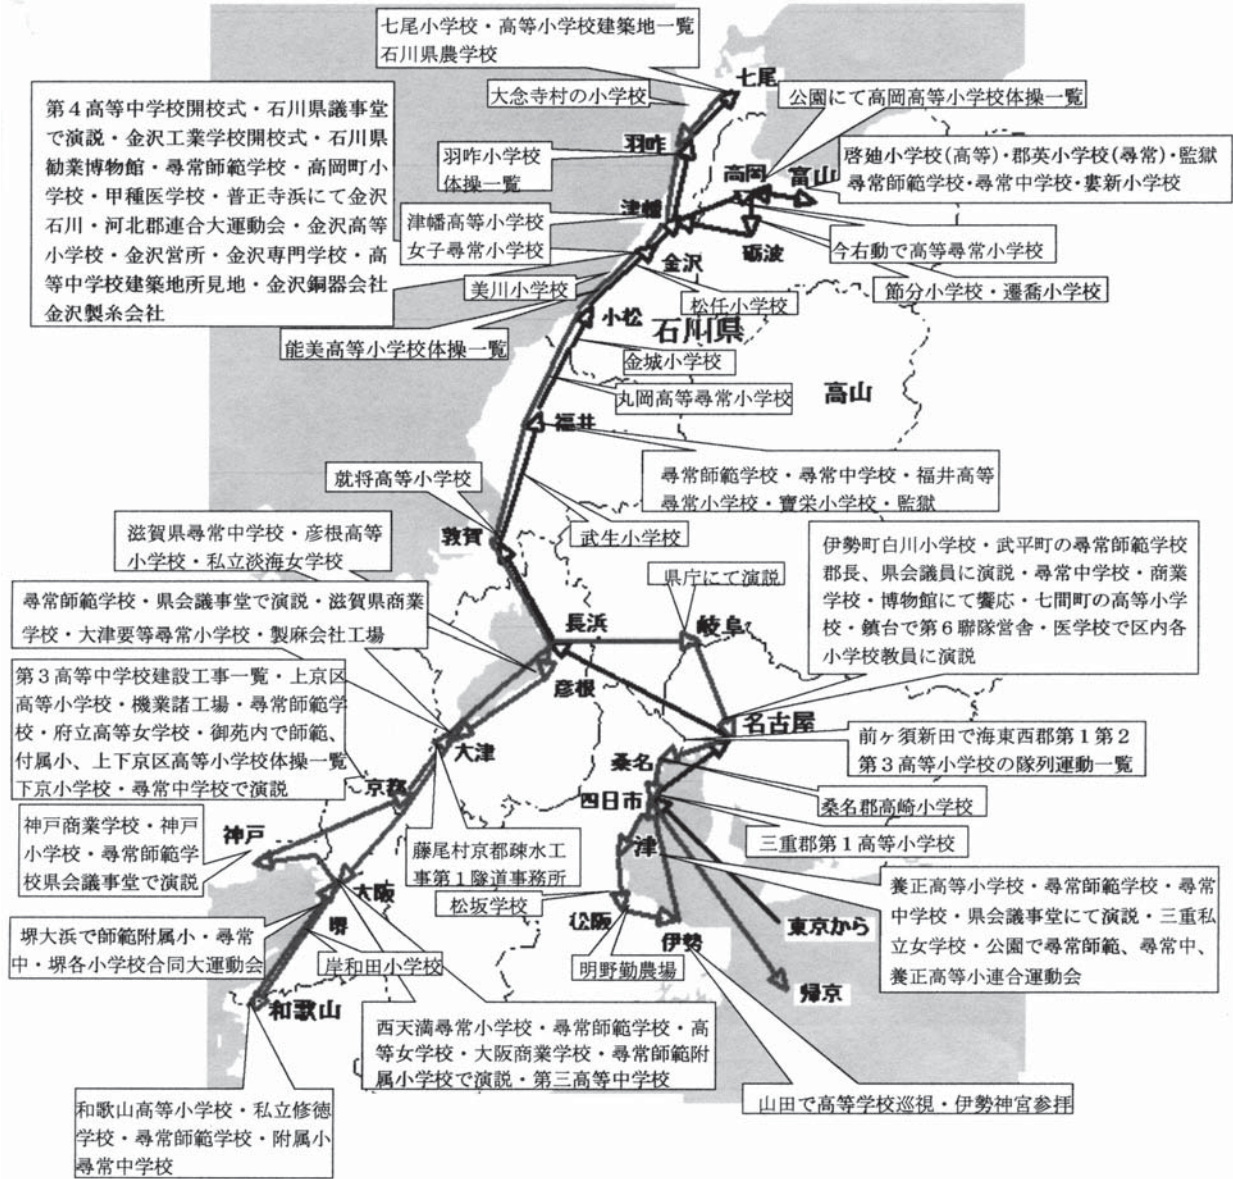 七尾小学校・高等小学校建築地一覧
石川県農学校
七尾
大念寺村の小学校
公園にて高岡高等小学校体操一覧
第4高等中学校開校式・石川県議事堂
で演説・金沢工業学校開校式・石川県
勧業博物館・尋常師範学校・高岡町小
学校・甲種医学校・普正寺浜にて金沢
石川・河北郡連合大運動会・金沢高等
小学校・金沢営所・金沢専門学校・高
等中学校建築地所見地・金沢銅器会社
金沢製糸会社
羽咋
羽咋小学校
体操一覧
啓廸小学校(高等)・郡英小学校(尋常)・監獄
尋常師範学校・尋常中学校・婁新小学校
高岡
富山
津幡
津幡高等小学校
女子尋常小学校
砺波
今右動で高等尋常小学校
金沢
節分小学校・遷喬小学校
美川小学校
松任小学校
小松
石川県
能美高等小学校体操一覧
金城小学校
丸岡高等尋常小学校
高山
福井
尋常師範学校・尋常中学校・福井高等
尋常小学校・寶栄小学校・監獄
就将高等小学校
武生小学校
敦賀
滋賀県尋常中学校・彦根高等
小学校・私立淡海女学校
伊勢町白川小学校・武平町の尋常師範学校
郡長、県会議員に演説・尋常中学校・商業
学校・博物館にて饗応・七間町の高等小学
校・鎮台で第6聯隊営舎・医学校で区内各
小学校教員に演説
県庁にて演説
尋常師範学校・県会議事堂で演説・滋賀県商業
学校・大津要等尋常小学校・製麻会社工場
長浜
岐阜
第3高等中学校建設工事一覧・上京区
高等小学校・機業諸工場・尋常師範学
校・府立高等女学校・御苑内で師範、
付属小、上下京区高等小学校体操一覧
下京小学校・尋常中学校で演説
彦根
名古屋
前ヶ須新田で海東西郡第1第2
第3高等小学校の隊列運動一覧
大津
桑名
京都
四日市
桑名郡高崎小学校
神戸商業学校・神戸
小学校・尋常師範学
校県会議事堂で演説
神戸
三重郡第1高等小学校
藤尾村京都疎水工
事第1隧道事務所
津
養正高等小学校・尋常師範学校・尋常
中学校・県会議事堂にて演説・三重私
立女学校・公園で尋常師範、尋常中、
養正高等小連合運動会
大阪
松坂学校
松阪
伊勢
東京から
堺大浜で師範附属小・尋常
中・堺各小学校合同大運動会
堺
岸和田小学校
明野勤農場
帰京
和歌山
西天満尋常小学校・尋常師範学校・高
等女学校・大阪商業学校・尋常師範附
属小学校で演説・第三高等中学校
山田で高等学校巡視・伊勢神宮参拝
和歌山高等小学校・私立修徳
学校・尋常師範学校・附属小
尋常中学校